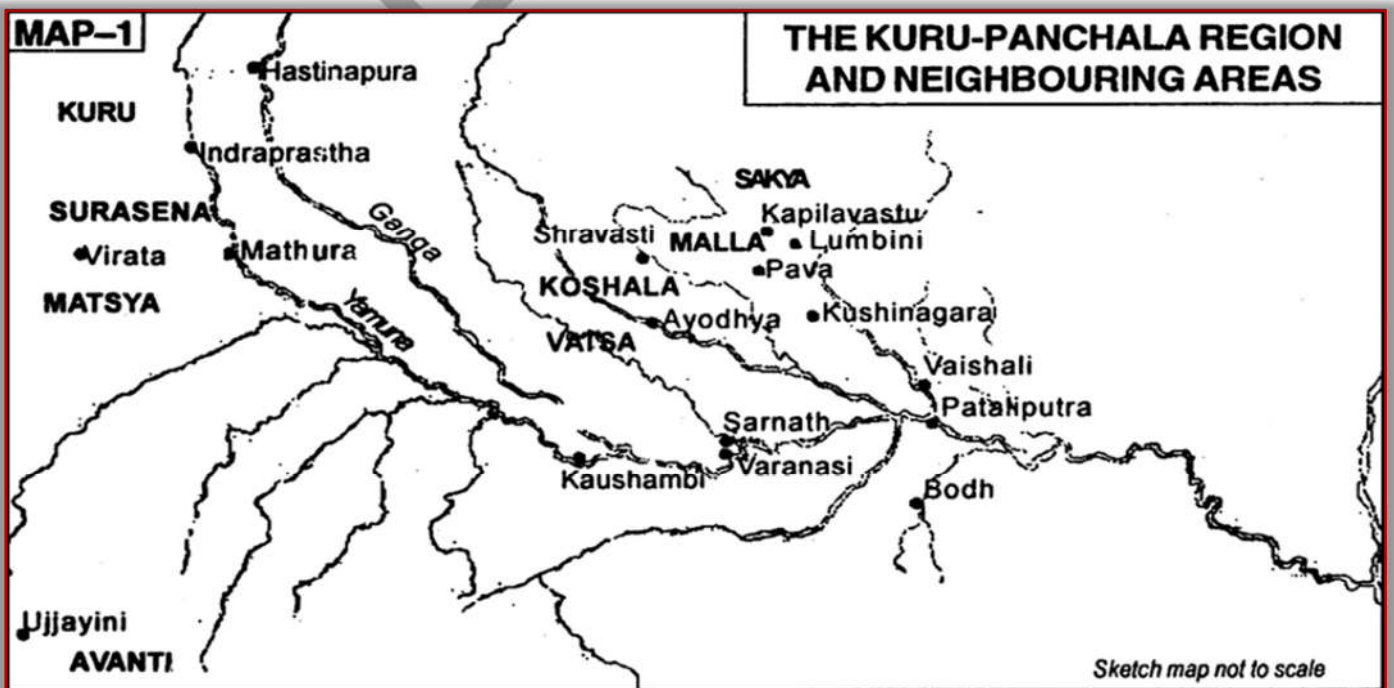 MAP–1
THE KURU-PANCHALA REGION
AND NEIGHBOURING AREAS
Hastinapura
KURU
Indraprastha
SAKYA
Ganga
Kapilavastu
SURASENA
Shravasti
MALLA
Lumbini
Virata
Mathura
Pava
KOSHALA
MATSYA
Yamuna
Ayodhya
Kushinagara
VATSA
Vaishali
Pataliputra
Sarnath
Varanasi
Kaushambi
Bodh
Ujjayini
AVANTI
Sketch map not to scale